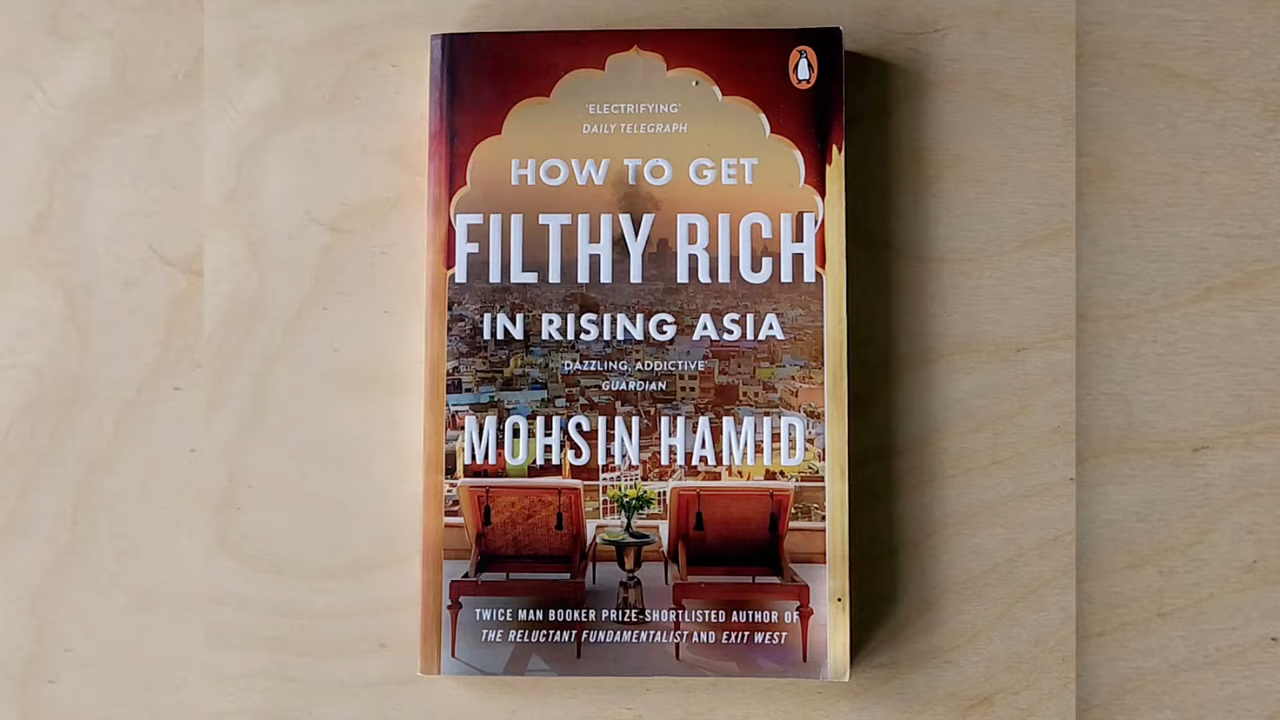 'ELECTRIFYING'
DAILY TELEGRAPH
HOW TO GET
FILTHY RICH
IN RISING ASIA
'DAZZLING, ADDICTIVE'
GUARDIAN
MOHSIN HAMID
TWICE MAN BOOKER PRIZE-SHORTLISTED AUTHOR OF
THE RELUCTANT FUNDAMENTALIST AND EXIT WEST